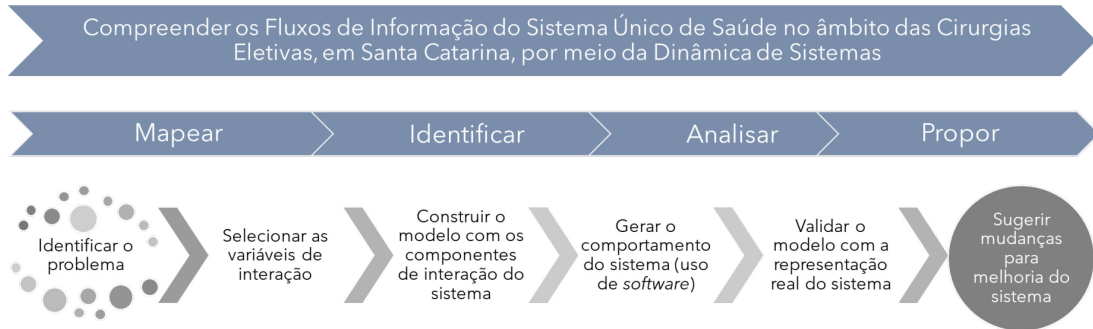 Compreender os Fluxos de Informação do Sistema Único de Saúde no âmbito das Cirurgias
Eletivas, em Santa Catarina, por meio da Dinâmica de Sistemas
Mapear
Identificar
Analisar
Propor
Identificar o
problema
Selecionar as
variáveis de
interação
Construir o
modelo com os
componentes
de interação do
sistema
Gerar o
comportamento
do sistema (uso
de software)
Validar o
modelo com a
representação
real do sistema
Sugerir
mudanças
para
melhoria do
sistema